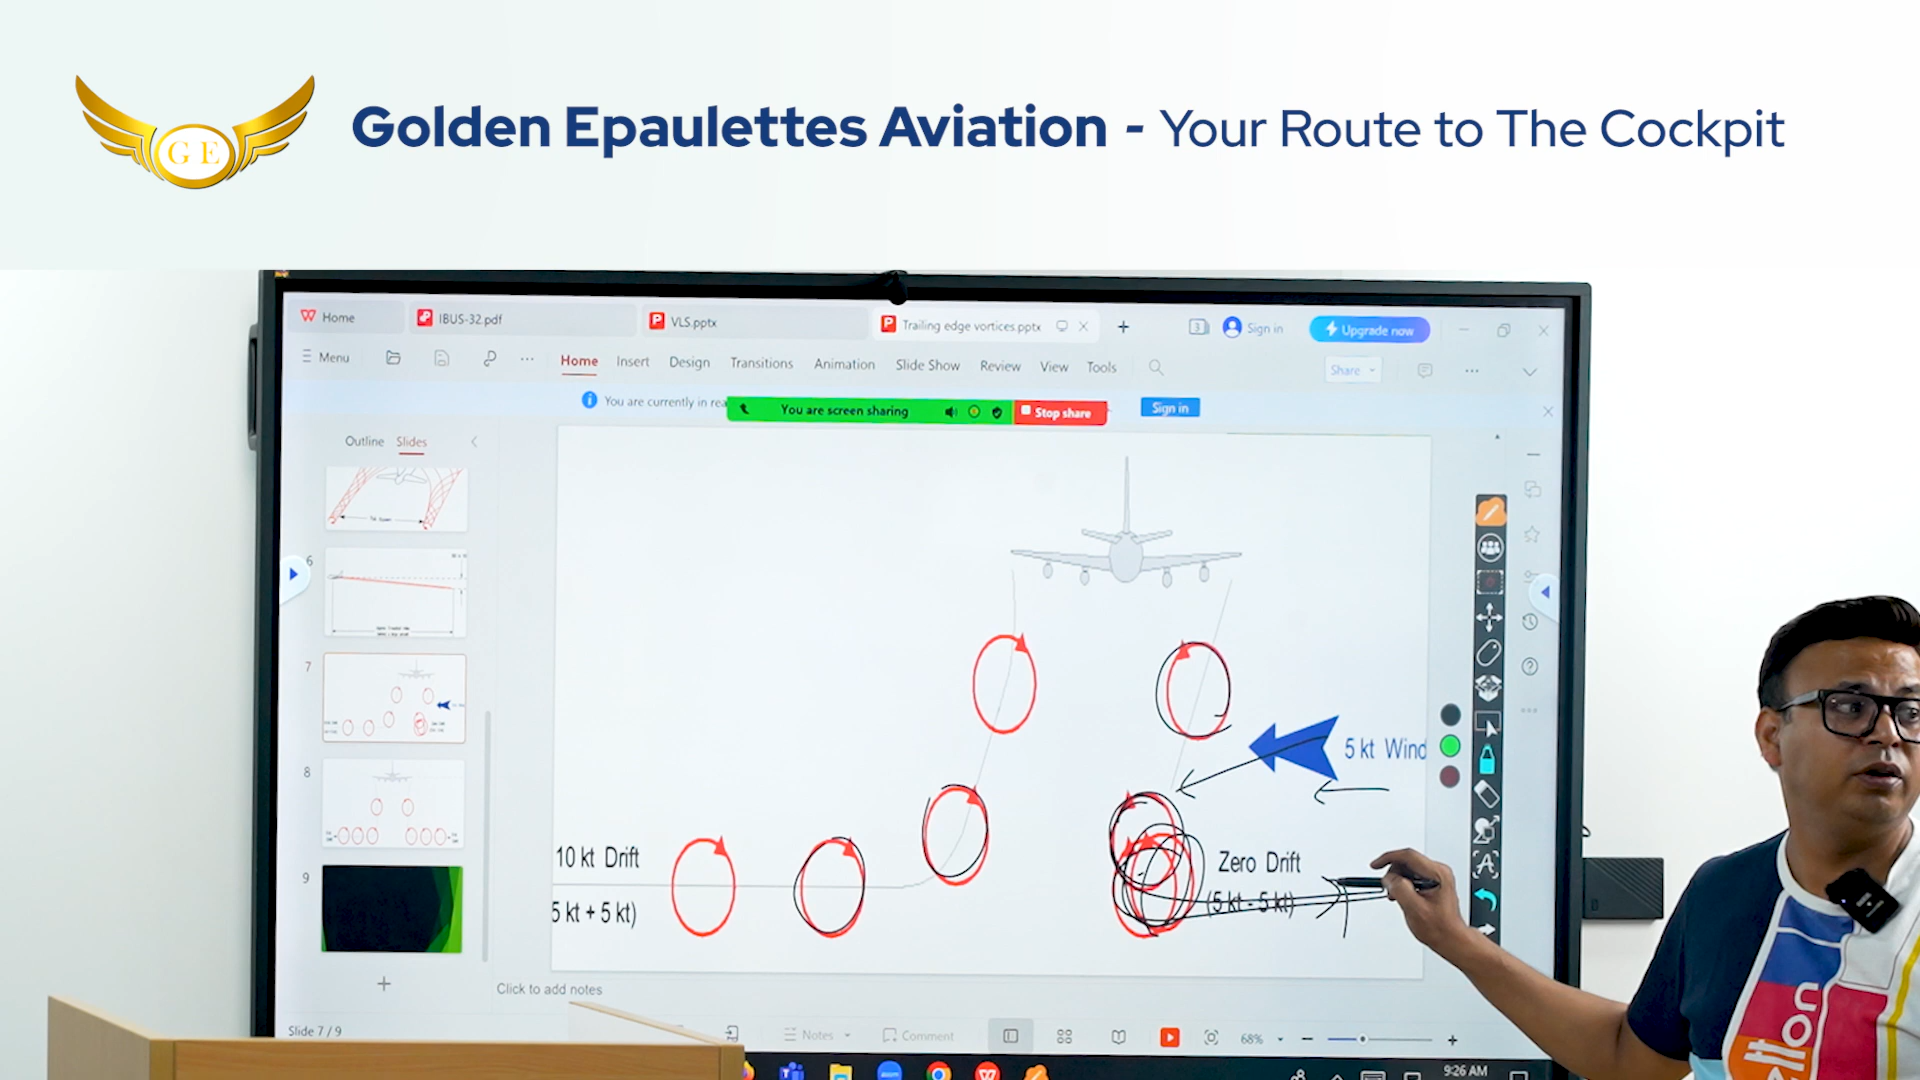 G E
Golden Epaulettes Aviation - Your Route to The Cockpit
Home
IBUS-32.pdf
VLS.pptx
Trailing edge vortices.pptx
3
Sign in
Upgrade now
Menu
Home Insert Design Transitions Animation Slide Show Review View Tools
Share
You are currently in rea
You are screen sharing
Stop share
Sign in
Outline Slides
6
7
8
9
5 kt Wind
10 kt Drift
5 kt + 5 kt)
Zero Drift
(5 kt - 5 kt)
Click to add notes
Slide 7 / 9
Notes
Comment
68%
9:26 AM